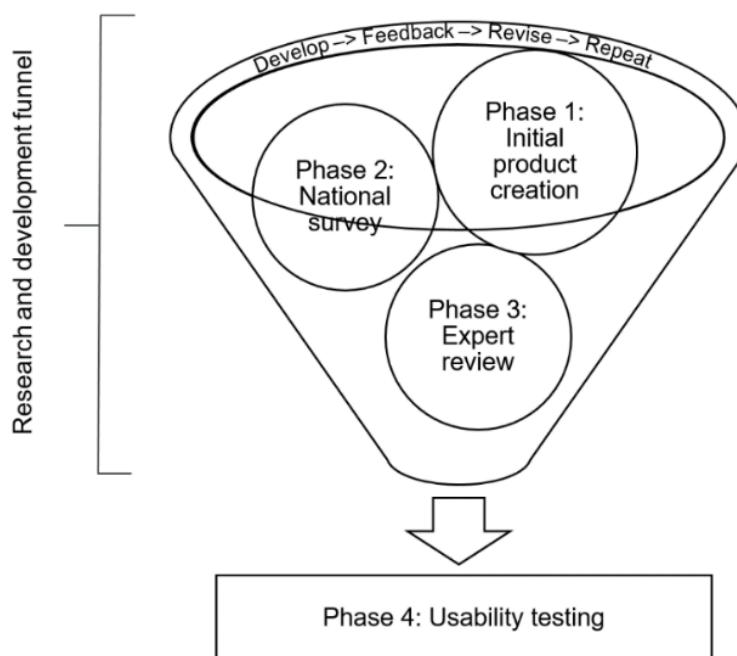 Develop –> Feedback –> Revise –> Repeat
Phase 1:
Initial
product
creation
Phase 2:
National
survey
Phase 3:
Expert
review
Research and development funnel
Phase 4: Usability testing